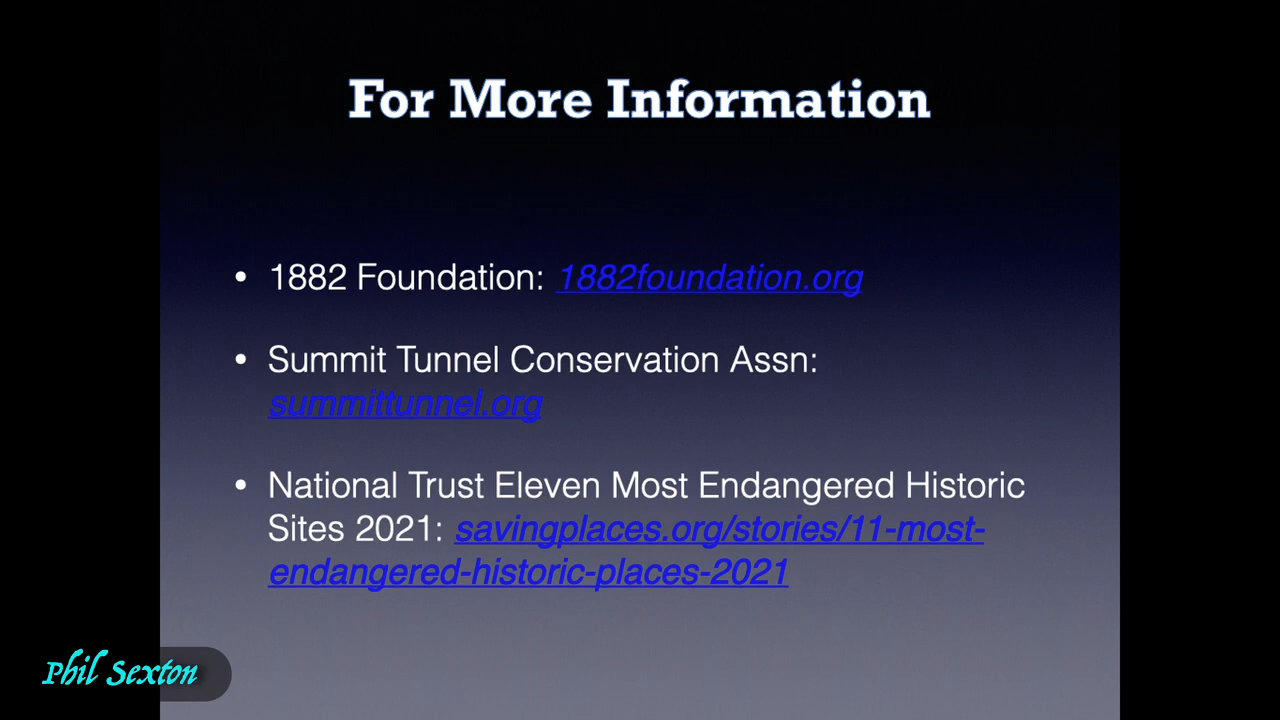 For More Information
• 1882 Foundation: 1882foundation.org
• Summit Tunnel Conservation Assn:
summittunnel.org
• National Trust Eleven Most Endangered Historic
Sites 2021: savingplaces.org/stories/11-most-
endangered-historic-places-2021
Phil Sexton